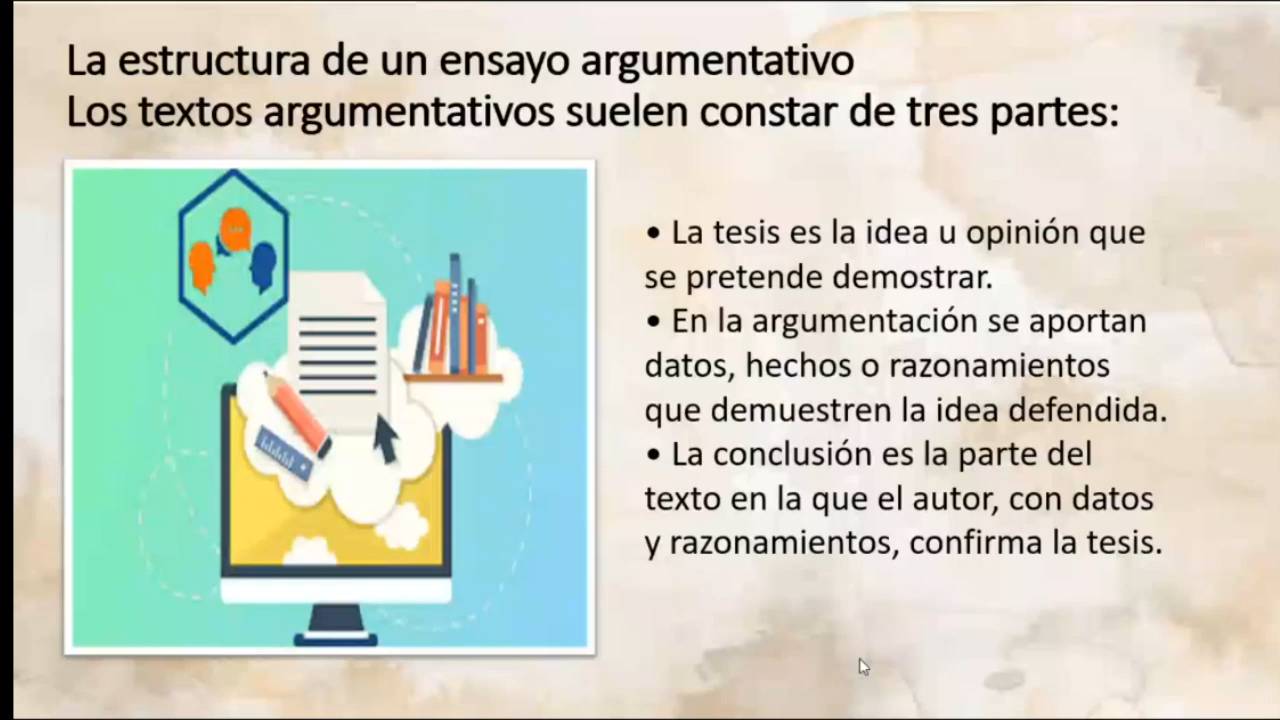 La estructura de un ensayo argumentativo
Los textos argumentativos suelen constar de tres partes:
• La tesis es la idea u opinión que
se pretende demostrar.
• En la argumentación se aportan
datos, hechos o razonamientos
que demuestren la idea defendida.
• La conclusión es la parte del
texto en la que el autor, con datos
y razonamientos, confirma la tesis.